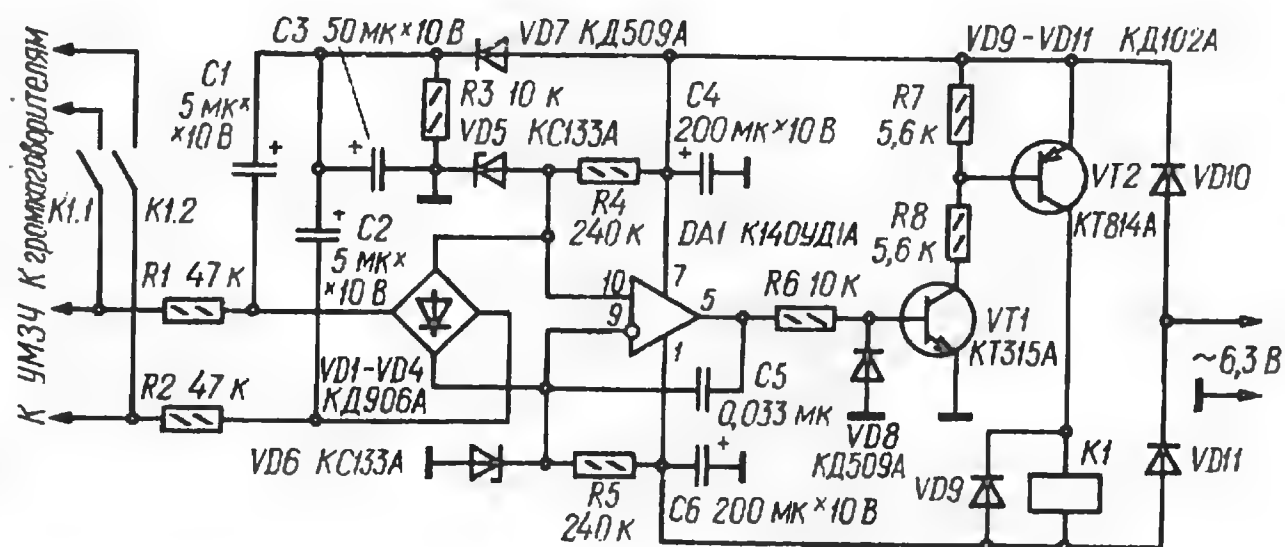 C3 50 мк×10 В
VD7 КД509А
VD9-VD11 КД102А
C1
5 мк×
×10 В
R3 10 к
VD5 КС133А
C4
200 мк×10 В
R7
5,6 к
К громкоговорителям
K1.1
K1.2
C2
5 мк×
×10 В
R4
240 к
DA1 К140УД1А
R8
5,6 к
VT2
КТ814А
VD10
R1 47 к
10
9
7
5
1
R6 10 к
VT1
КТ315А
К УМЗЧ
R2 47 к
VD1-VD4
КД906А
C5
0,033 мк
~6,3 В
VD6 КС133А
R5
240 к
C6 200 мк×10 В
VD8
КД509А
VD9
K1
VD11
+
+
+
+
+